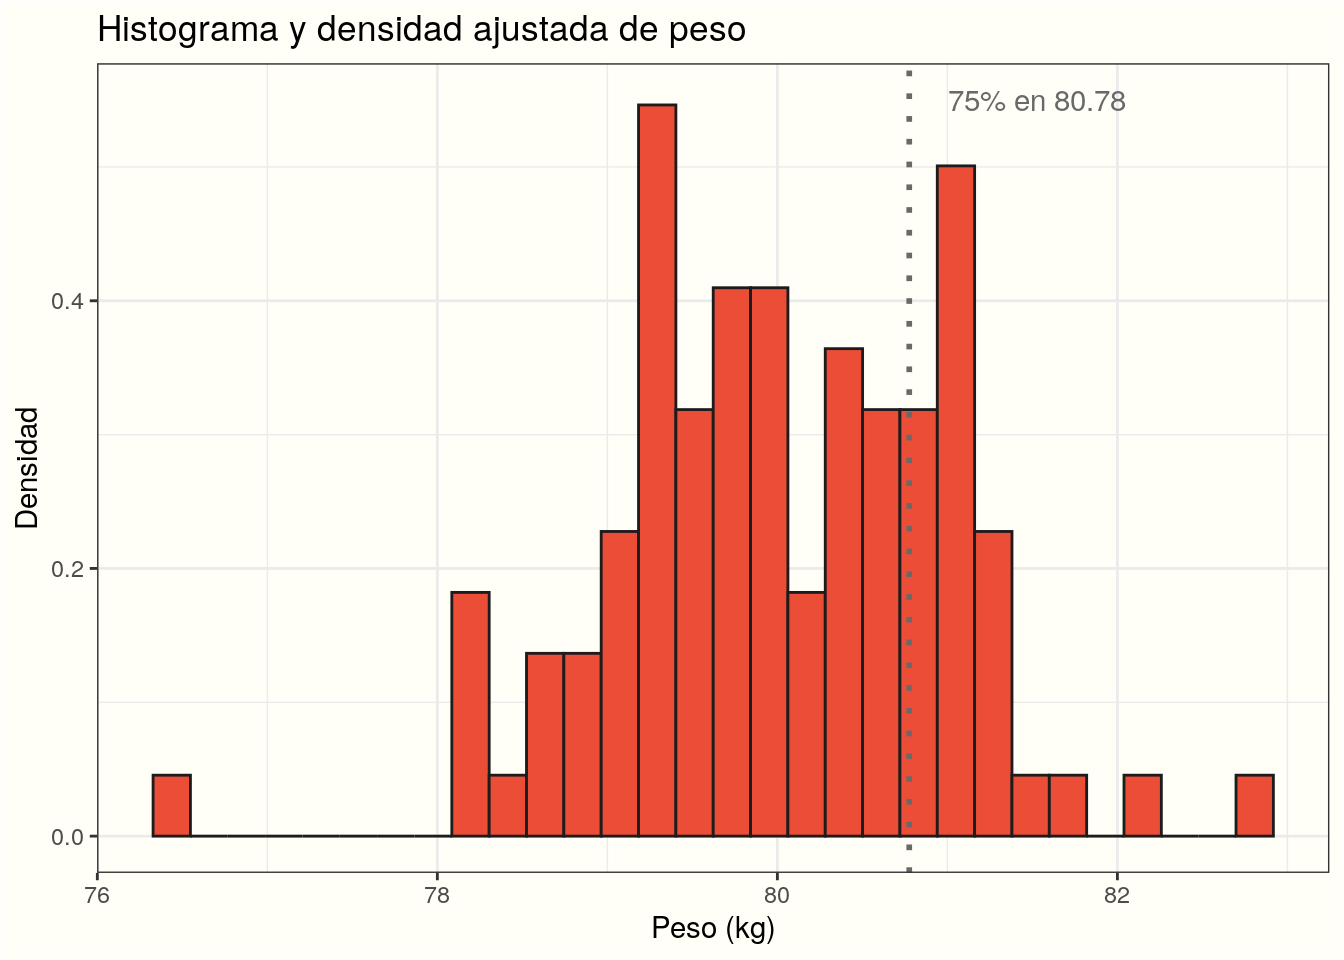 Histograma y densidad ajustada de peso
75% en 80.78
0.4
0.2
0.0
Densidad
76
78
80
82
Peso (kg)